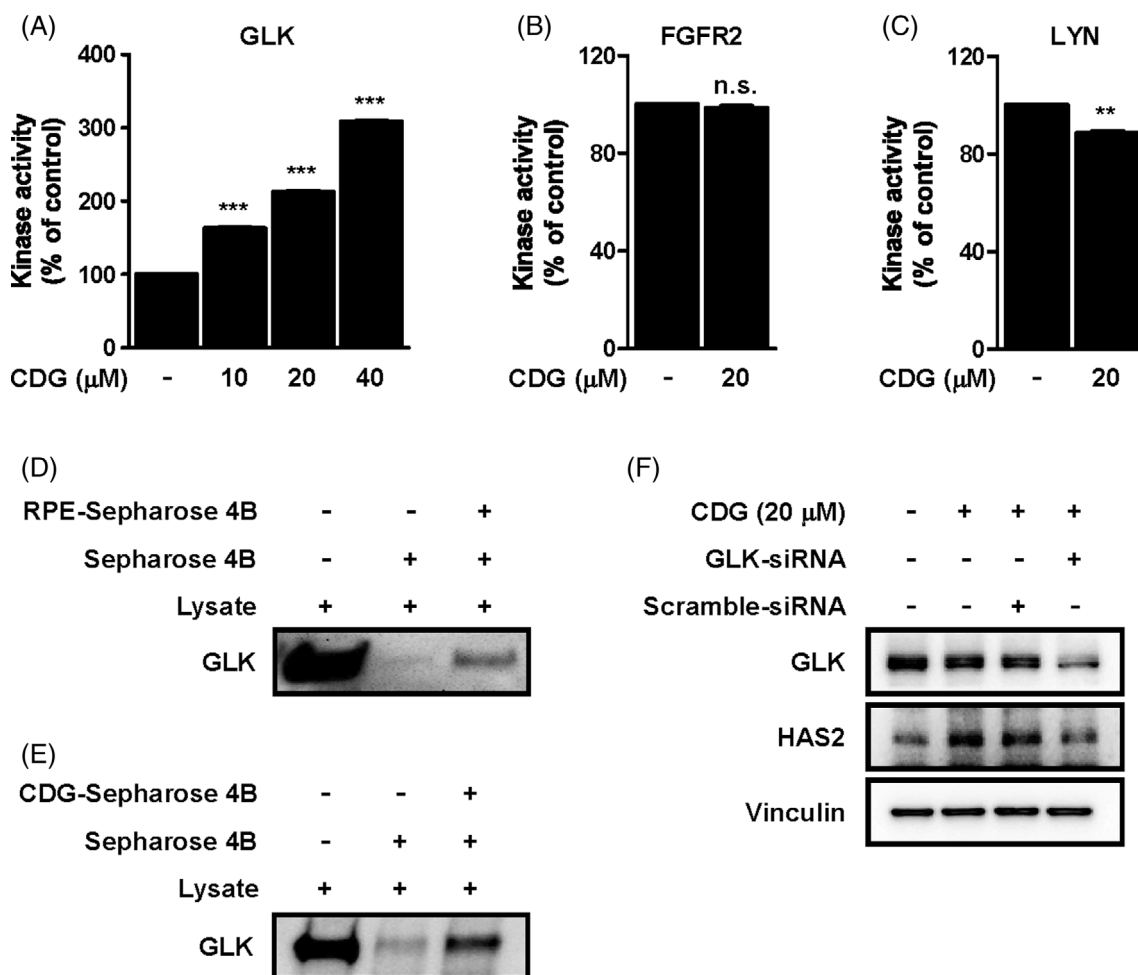 (A)
GLK
400
300
200
100
0
Kinase activity
(% of control)
***
***
***
CDG (μM) - 10 20 40
(B)
FGFR2
120
80
40
0
Kinase activity
(% of control)
n.s.
CDG (μM) - 20
(C)
LYN
120
80
40
0
Kinase activity
(% of control)
**
CDG (μM) - 20
(D)
RPE-Sepharose 4B - - +
Sepharose 4B - + +
Lysate + + +
GLK
(E)
CDG-Sepharose 4B - - +
Sepharose 4B - + +
Lysate + + +
GLK
(F)
CDG (20 μM) - + + +
GLK-siRNA - - - +
Scramble-siRNA - - + -
GLK
HAS2
Vinculin